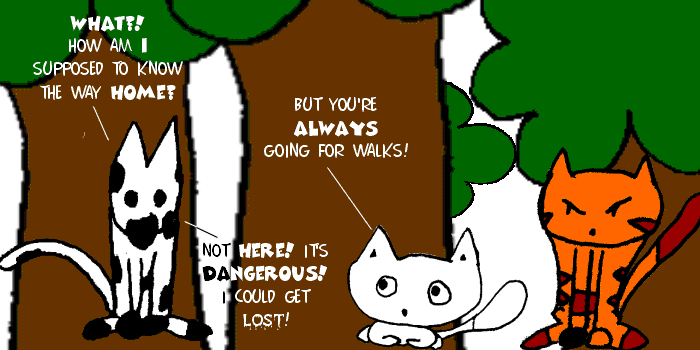 WHAT?!
HOW AM I
SUPPOSED TO KNOW
THE WAY HOME?
BUT YOU'RE
ALWAYS
GOING FOR WALKS!
NOT HERE! IT'S
DANGEROUS!
I COULD GET
LOST!